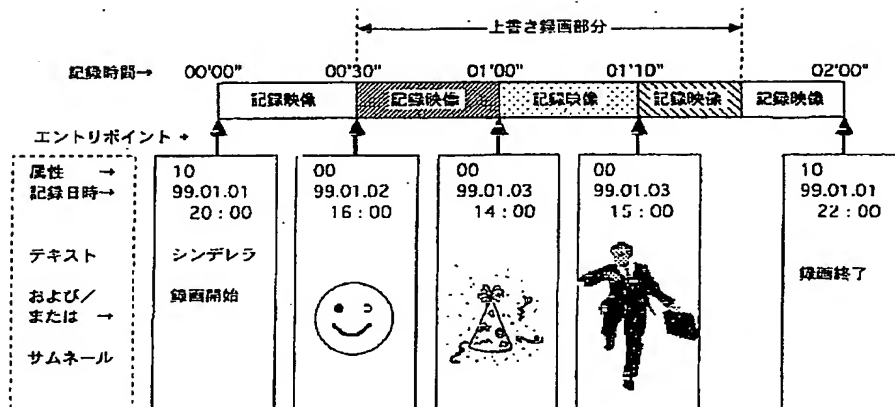 上書き録画部分
記録時間→ 00'00" 00'30" 01'00" 01'10" 02'00"
記録映像 記録映像 記録映像 記録映像 記録映像
エントリポイント→
属性 → 10 00 00 00 10
記録日時→ 99.01.01 99.01.02 99.01.03 99.01.03 99.01.01
20:00 16:00 14:00 15:00 22:00
テキスト シンデレラ
録画終了
および/ 録画開始
または →
サムネール